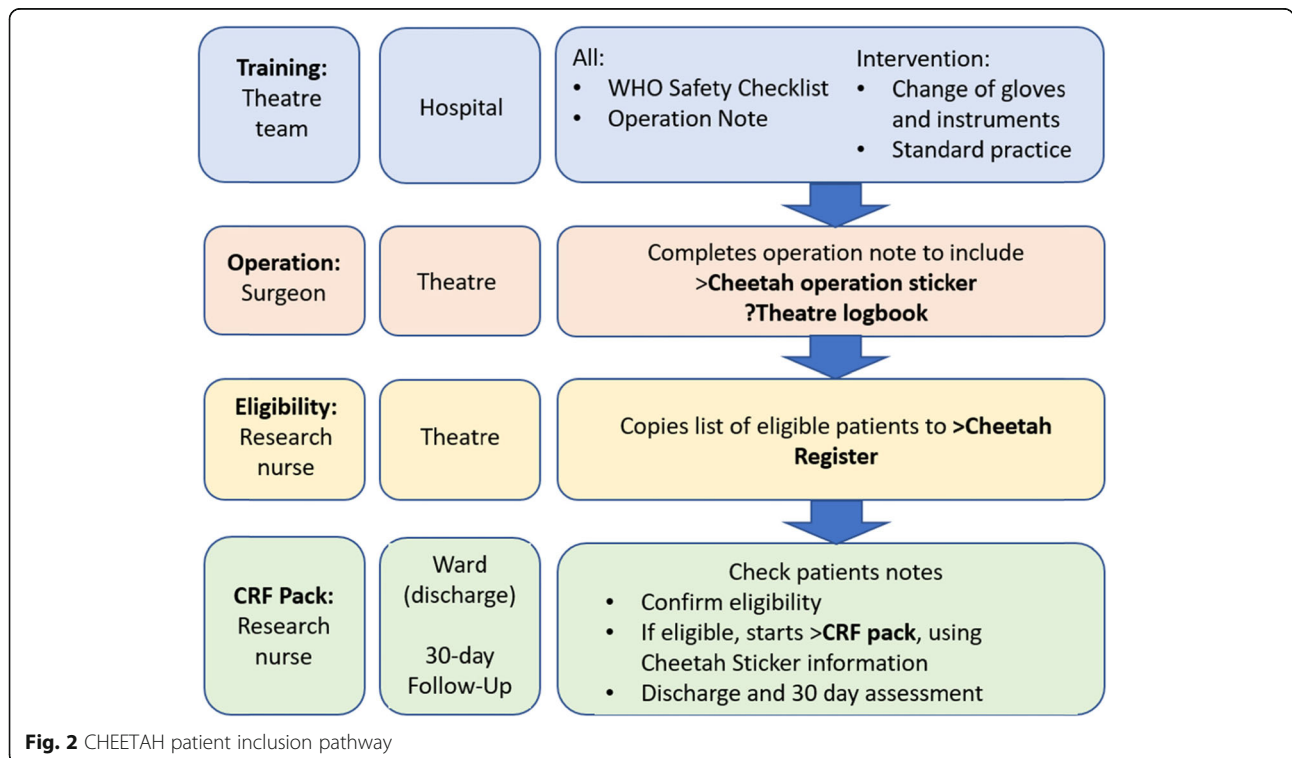 Training:
Theatre
team
Hospital
All:
• WHO Safety Checklist
• Operation Note
Intervention:
• Change of gloves
and instruments
• Standard practice
Operation:
Surgeon
Theatre
Completes operation note to include
>Cheetah operation sticker
?Theatre logbook
Eligibility:
Research
nurse
Theatre
Copies list of eligible patients to >Cheetah
Register
CRF Pack:
Research
nurse
Ward
(discharge)
30-day
Follow-Up
Check patients notes
• Confirm eligibility
• If eligible, starts >CRF pack, using
Cheetah Sticker information
• Discharge and 30 day assessment
Fig. 2 CHEETAH patient inclusion pathway